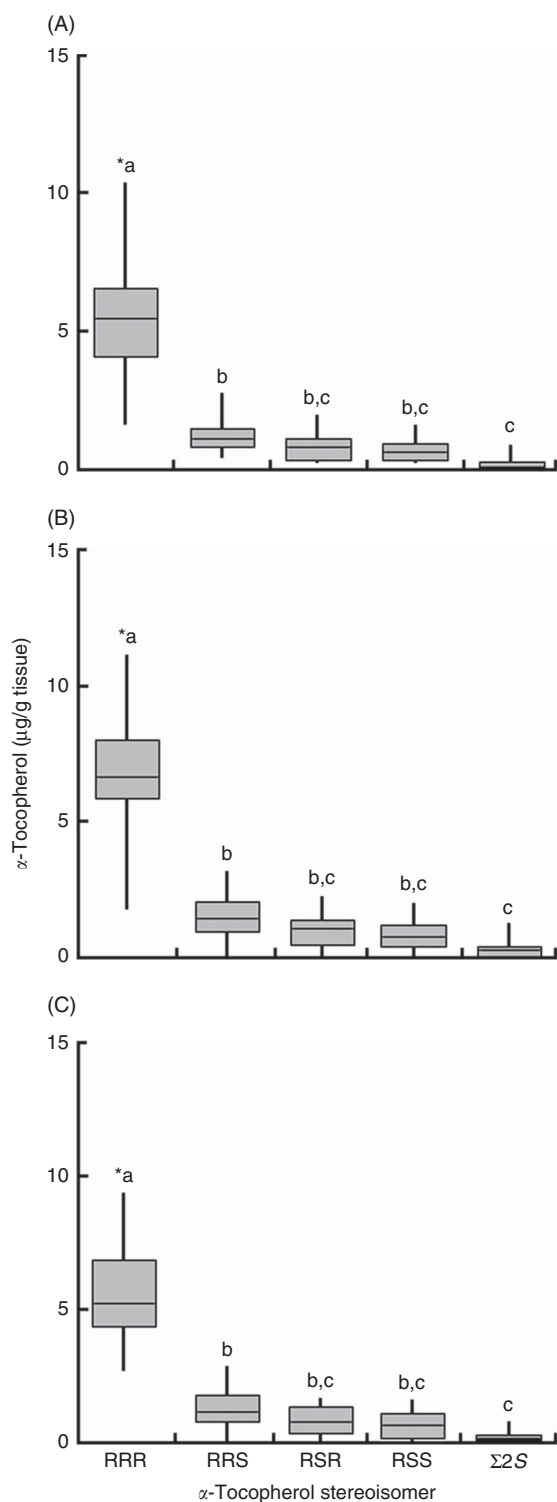 (A)
15
*a
10
5
b
b,c
b,c
c
0
(B)
15
*a
10
5
b
b,c
b,c
c
0
α-Tocopherol (μg/g tissue)
(C)
15
*a
10
5
b
b,c
b,c
c
0
RRR RRS RSR RSS Σ2S
α-Tocopherol stereoisomer